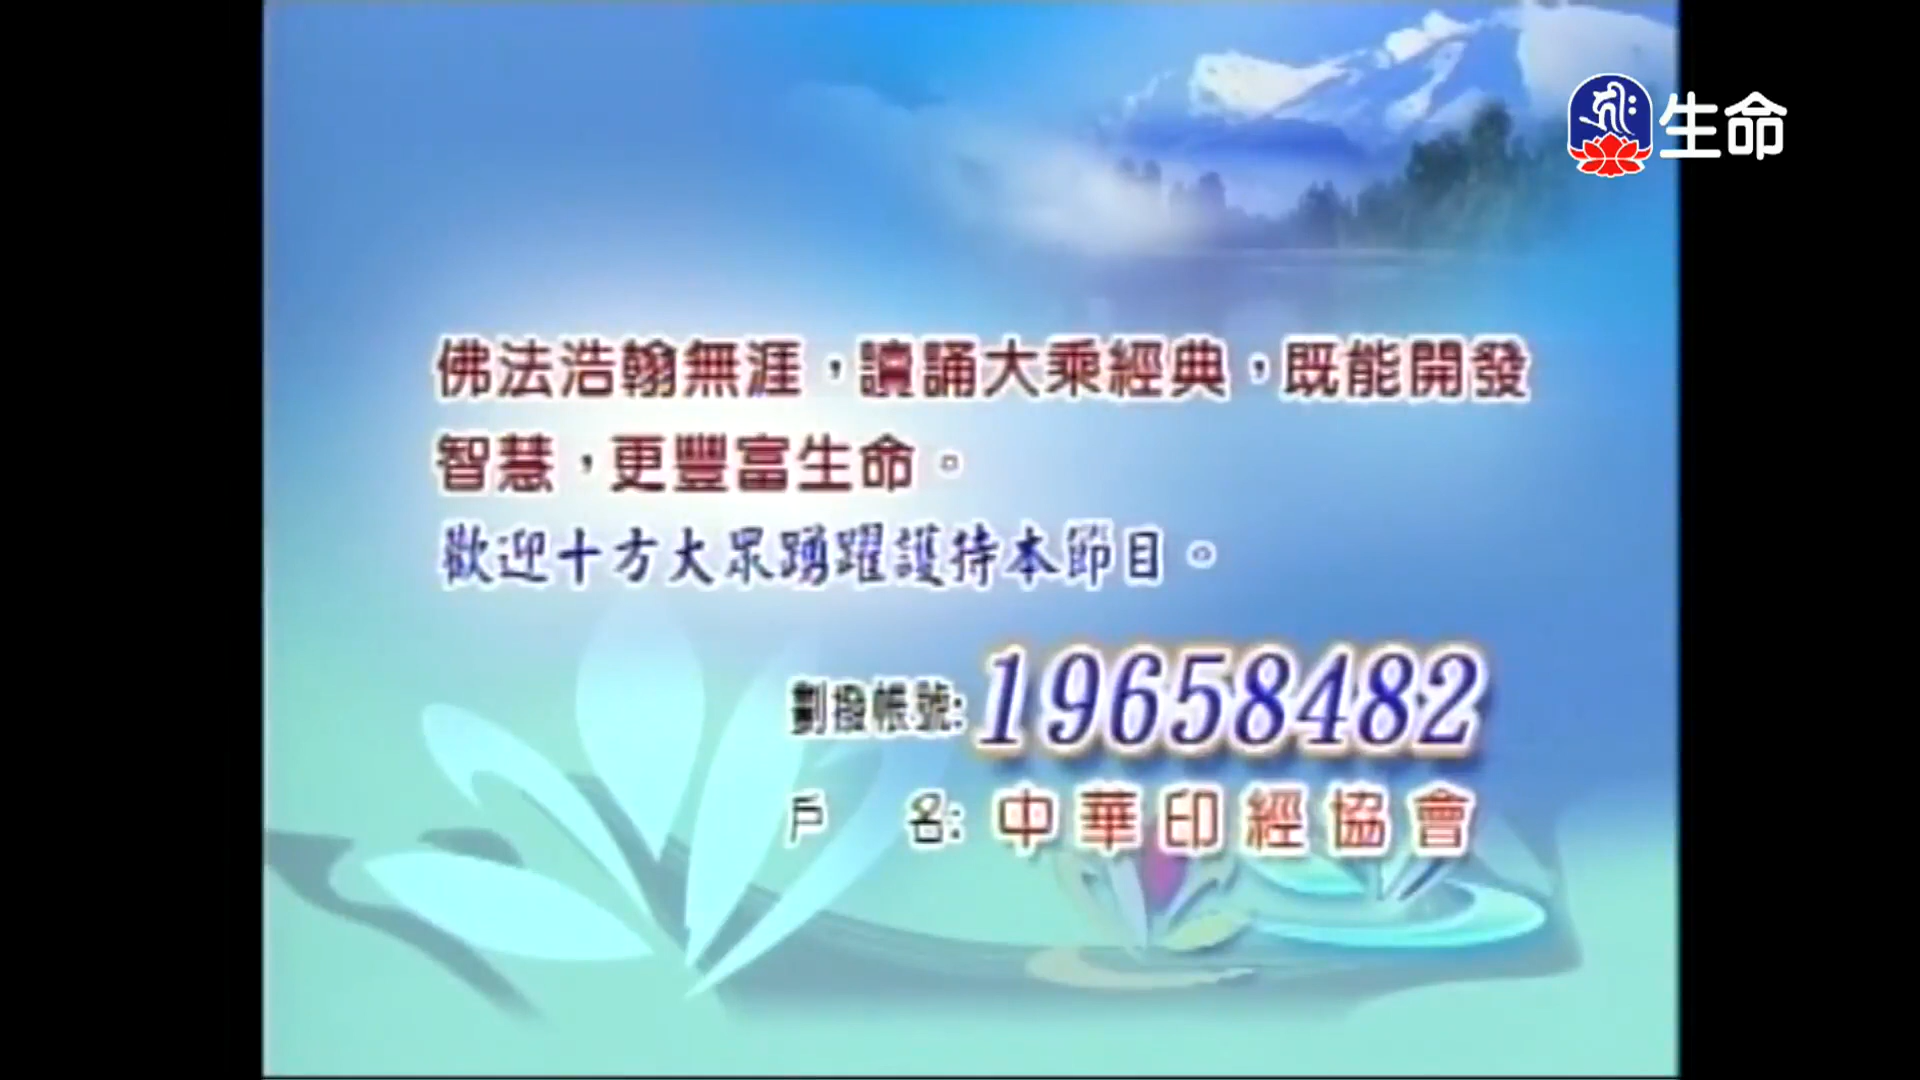 生命
佛法浩翰無涯，讀誦大乘經典，既能開發
智慧，更豐富生命。
歡迎十方大眾踴躍護持本節目。
劃撥帳號:19658482
戶 名:中華印經協會